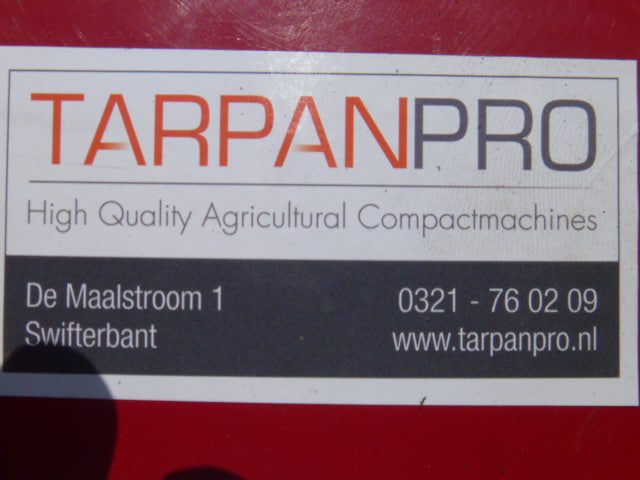 TARPANPRO
High Quality Agricultural Compactmachines
De Maalstroom 1
0321 - 76 02 09
Swifterbant
www.tarpanpro.nl